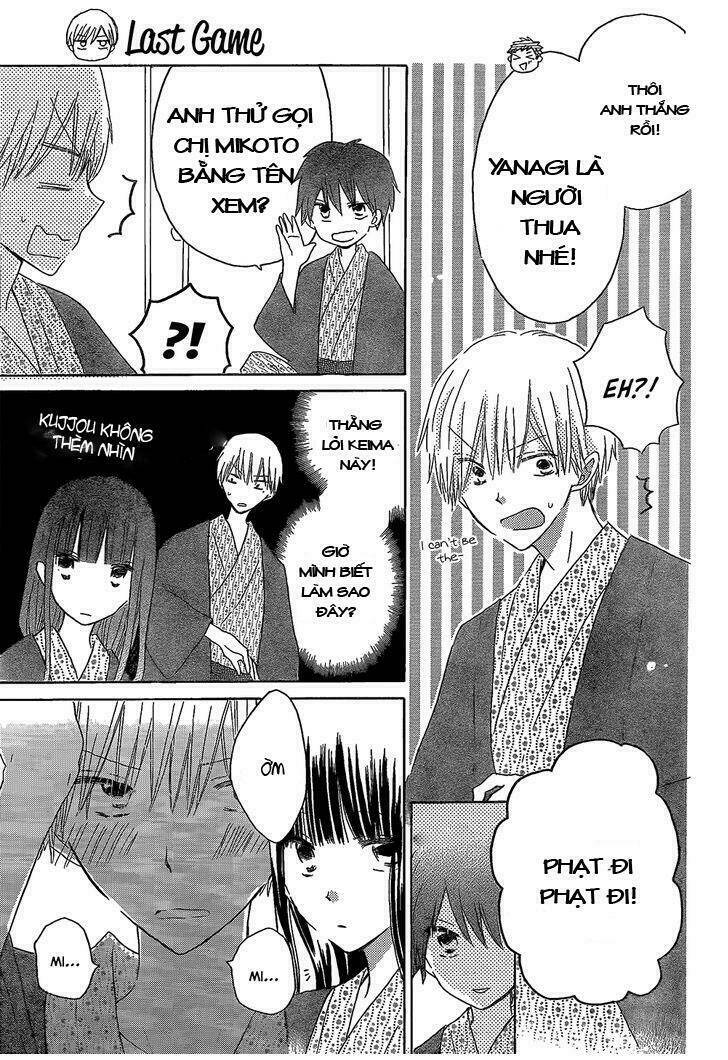 Last Game
THÔI
ANH THẮNG
RỒI!
YANAGI LÀ
NGƯỜI
THUA
NHÉ!
EH?!
I can't be
the-
PHẠT ĐI
PHẠT ĐI!
ANH THỬ GỌI
CHỊ MIKOTO
BẰNG TÊN
XEM?
?!
THẰNG
LỎI KEIMA
NÀY!
GIỜ
MÌNH BIẾT
LÀM SAO
ĐÂY?
KUJJOU KHÔNG
THÈM NHÌN
ỜM
MI...
MI...